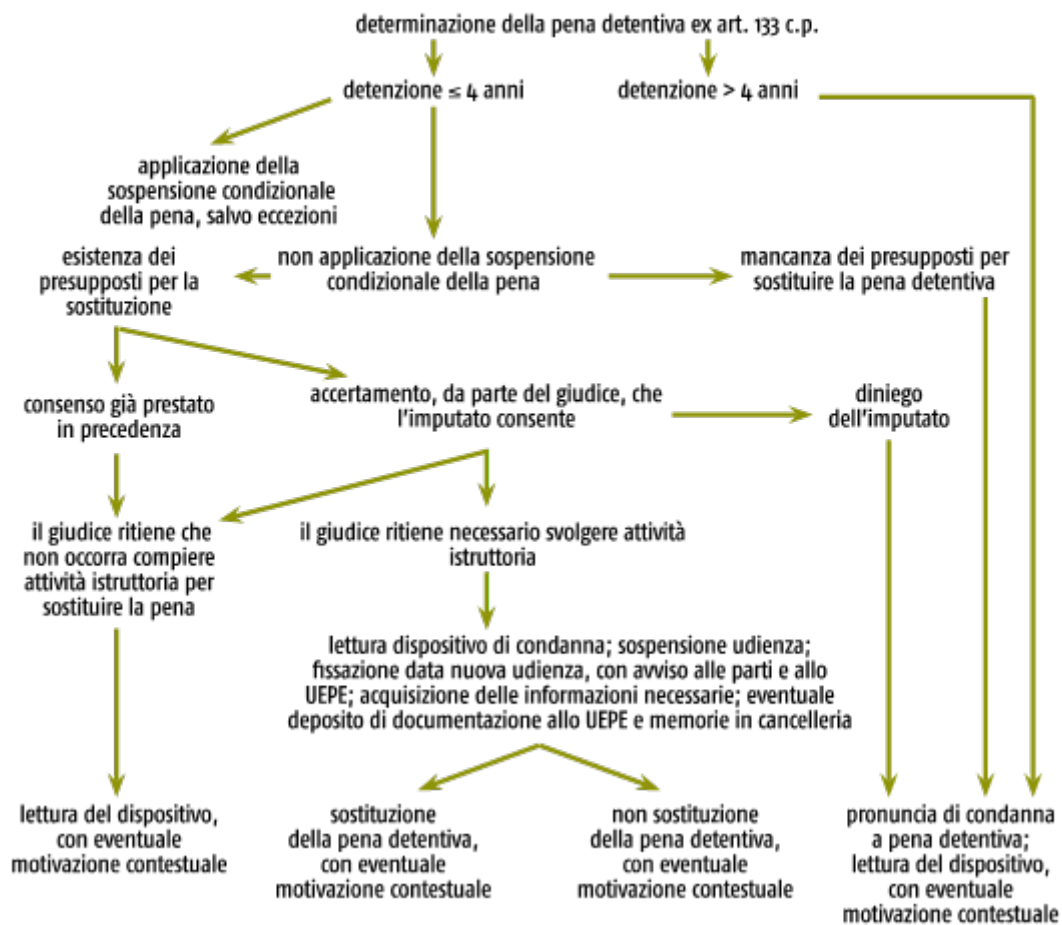 determinazione della pena detentiva ex art. 133 c.p.
detenzione ≤ 4 anni
detenzione > 4 anni
applicazione della
sospensione condizionale
della pena, salvo eccezioni
esistenza dei
presupposti per la
sostituzione
non applicazione della sospensione
condizionale della pena
mancanza dei presupposti per
sostituire la pena detentiva
consenso già prestato
in precedenza
accertamento, da parte del giudice, che
l'imputato consente
diniego
dell'imputato
il giudice ritiene che
non occorra compiere
attività istruttoria per
sostituire la pena
il giudice ritiene necessario svolgere attività
istruttoria
lettura dispositivo di condanna; sospensione udienza;
fissazione data nuova udienza, con avviso alle parti e allo
UEPE; acquisizione delle informazioni necessarie; eventuale
deposito di documentazione allo UEPE e memorie in cancelleria
lettura del dispositivo,
con eventuale
motivazione contestuale
sostituzione
della pena detentiva,
con eventuale
motivazione contestuale
non sostituzione
della pena detentiva,
con eventuale
motivazione contestuale
pronuncia di condanna
a pena detentiva;
lettura del dispositivo,
con eventuale
motivazione contestuale